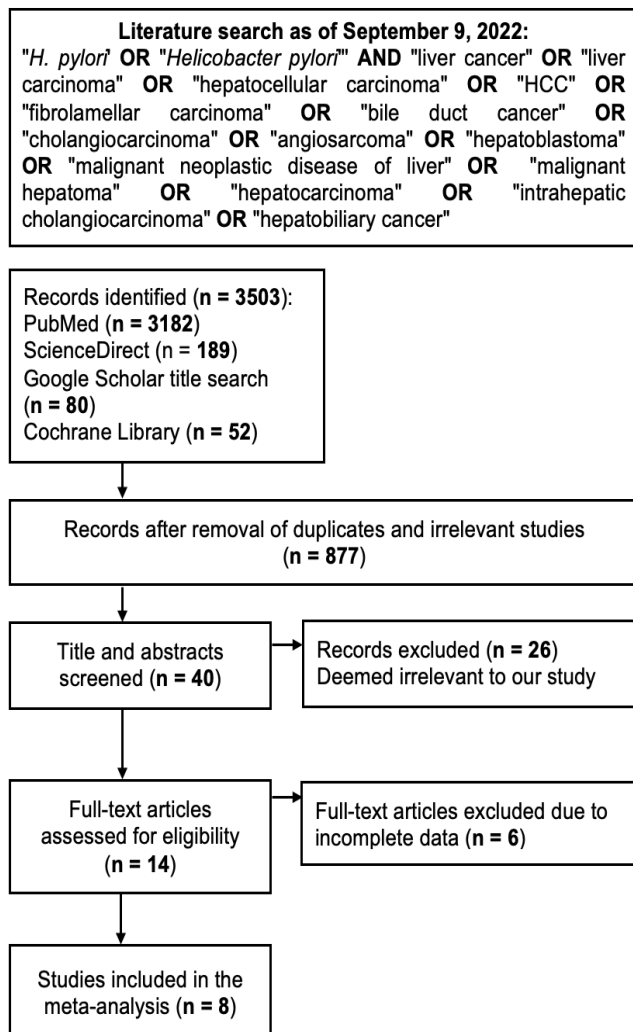 Literature search as of September 9, 2022:
"H. pylori' OR "Helicobacter pylori'" AND "liver cancer" OR "liver
carcinoma" OR "hepatocellular carcinoma" OR "HCC" OR
"fibrolamellar carcinoma" OR "bile duct cancer" OR
"cholangiocarcinoma" OR "angiosarcoma" OR "hepatoblastoma"
OR "malignant neoplastic disease of liver" OR "malignant
hepatoma" OR "hepatocarcinoma" OR "intrahepatic
cholangiocarcinoma" OR "hepatobiliary cancer"
Records identified (n = 3503):
PubMed (n = 3182)
ScienceDirect (n = 189)
Google Scholar title search
(n = 80)
Cochrane Library (n = 52)
Records after removal of duplicates and irrelevant studies
(n = 877)
Title and abstracts
screened (n = 40)
Records excluded (n = 26)
Deemed irrelevant to our study
Full-text articles
assessed for eligibility
(n = 14)
Full-text articles excluded due to
incomplete data (n = 6)
Studies included in the
meta-analysis (n = 8)